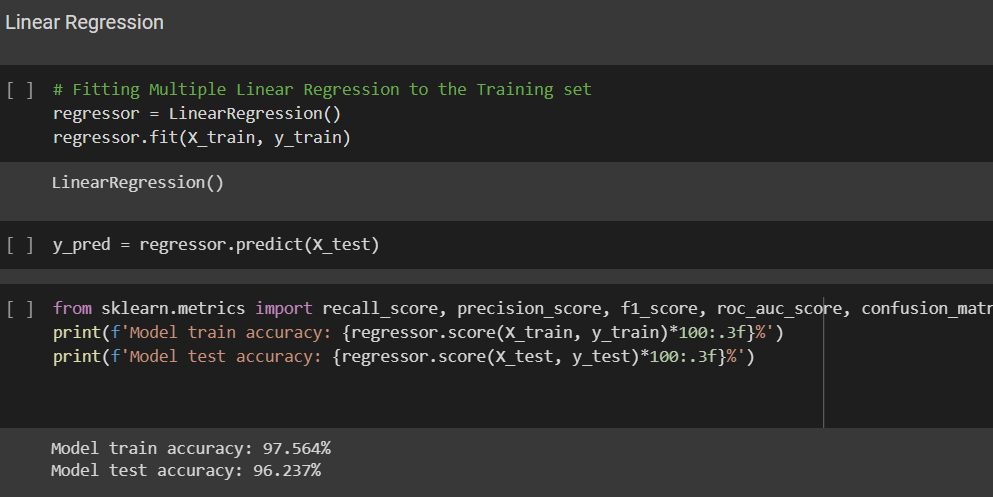 Linear Regression
[ ] # Fitting Multiple Linear Regression to the Training set
regressor = LinearRegression()
regressor.fit(X_train, y_train)
LinearRegression()
[ ] y_pred = regressor.predict(X_test)
[ ] from sklearn.metrics import recall_score, precision_score, f1_score, roc_auc_score, confusion_matr
print(f'Model train accuracy: {regressor.score(X_train, y_train)*100:.3f}%')
print(f'Model test accuracy: {regressor.score(X_test, y_test)*100:.3f}%')
Model train accuracy: 97.564%
Model test accuracy: 96.237%